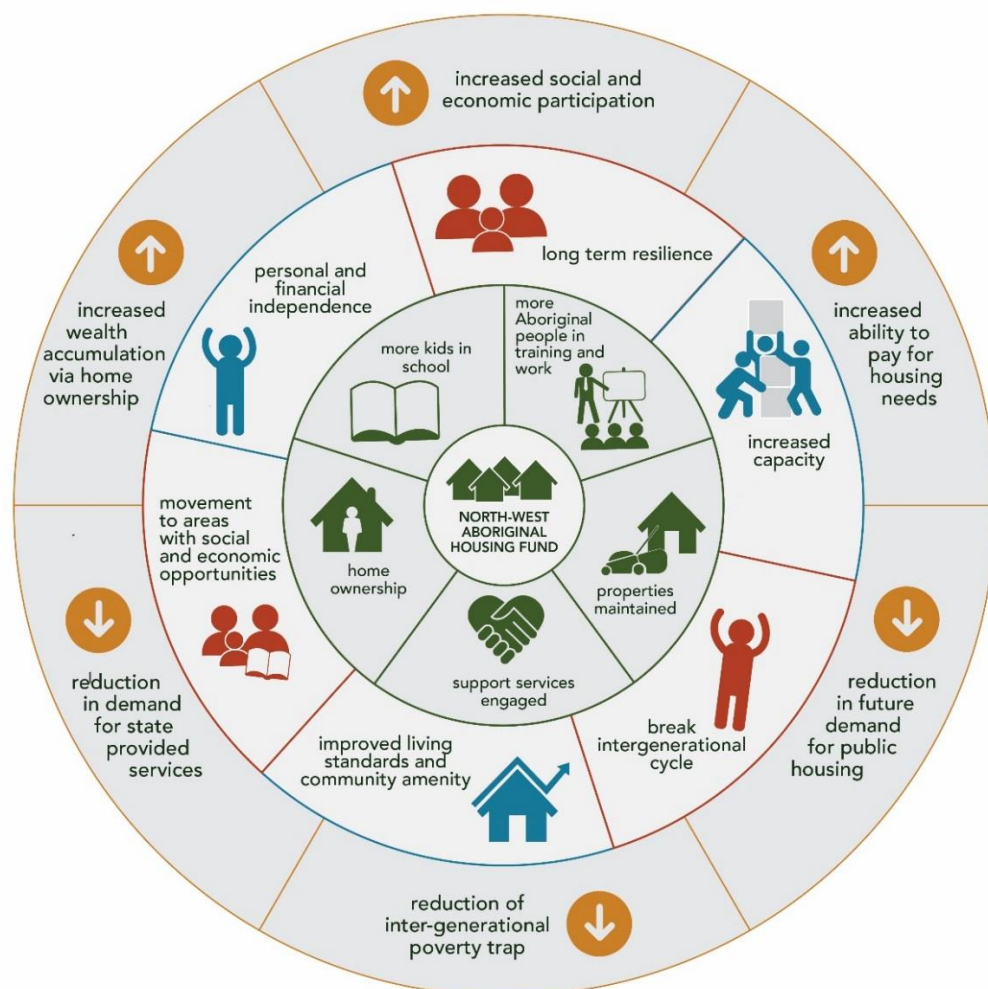 increased social and
economic participation
increased
wealth
accumulation
via home
ownership
increased
ability to
pay for
housing
needs
reduction
in demand
for state
provided
services
reduction
in future
demand
for public
housing
reduction of
inter-generational
poverty trap
personal and
financial
independence
long term resilience
increased
capacity
movement
to areas
with social
and economic
opportunities
improved living
standards and
community amenity
break
intergenerational
cycle
more kids in
school
more
Aboriginal
people in
training and
work
home
ownership
properties
maintained
support services
engaged
NORTH-WEST
ABORIGINAL
HOUSING FUND